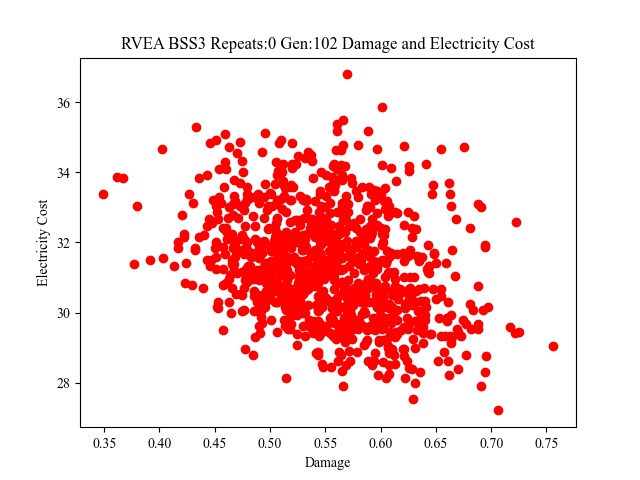 RVEA BSS3 Repeats:0 Gen:102 Damage and Electricity Cost
36
34
32
30
28
Electricity Cost
0.35 0.40 0.45 0.50 0.55 0.60 0.65 0.70 0.75
Damage